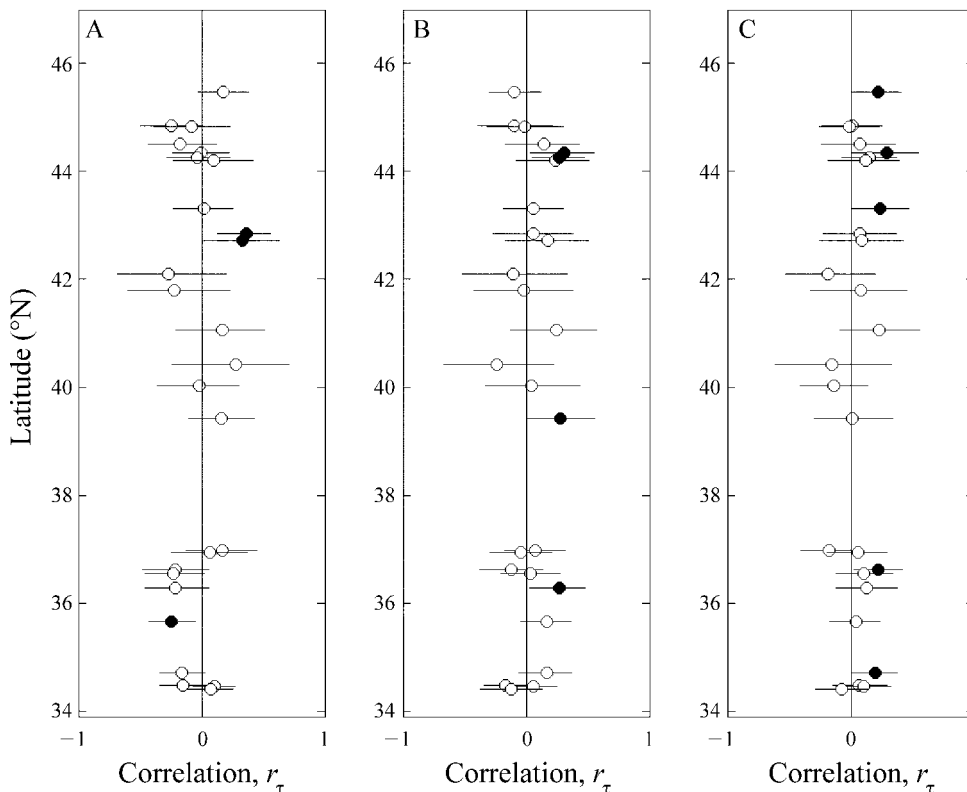 A
B
C
46 46 46
44 44 44
42 42 42
40 40 40
38 38 38
36 36 36
34 34 34
Latitude (°N)
−1 0 1 −1 0 1 −1 0
Correlation, rτ Correlation, rτ Correlation, rτ